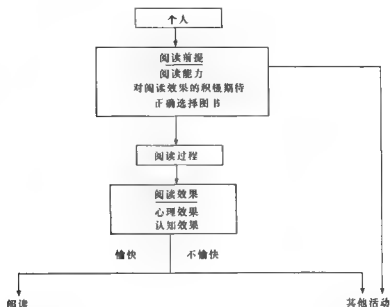 个人
阅读前提
阅读能力
对阅读效果的积极期待
正确选择图书
阅读过程
阅读效果
心理效果
认知效果
愉快 不愉快
阅读 其他活动